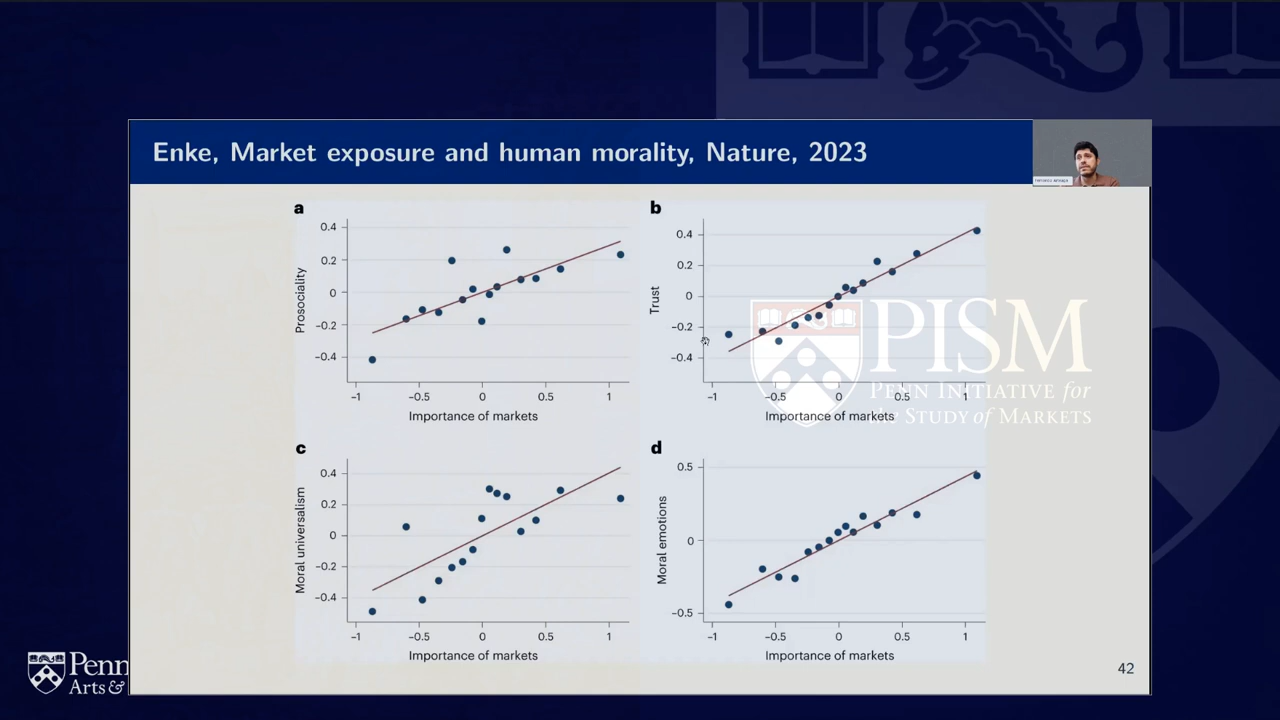 Enke, Market exposure and human morality, Nature, 2023
a
0.4
0.2
0
−0.2
−0.4
Prosociality
−1 −0.5 0 0.5 1
Importance of markets
b
0.4
0.2
0
−0.2
−0.4
Trust
−1 −0.5 0 0.5 1
Importance of markets
PISM
PENN INITIATIVE for
the STUDY of MARKETS
c
0.4
0.2
0
−0.2
−0.4
Moral universalism
−1 −0.5 0 0.5 1
Importance of markets
d
0.5
0
−0.5
Moral emotions
−1 −0.5 0 0.5 1
Importance of markets
42
Penn
Arts &